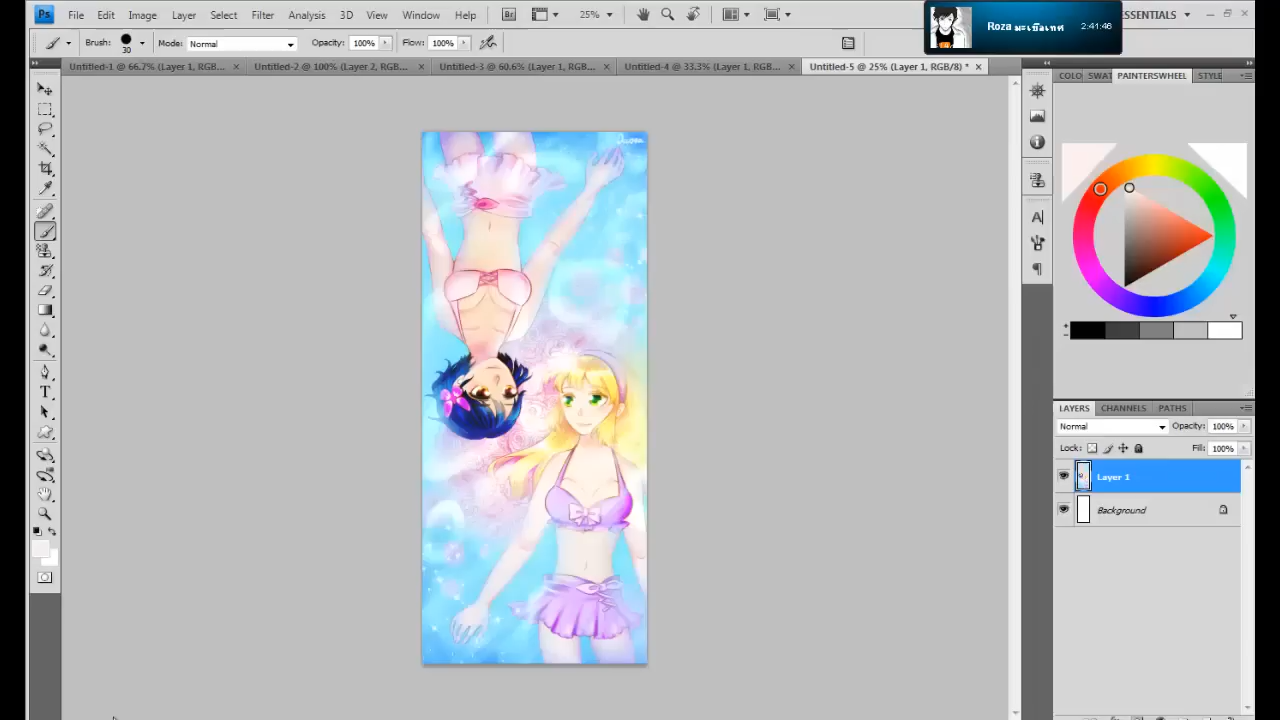 Ps File Edit Image Layer Select Filter Analysis 3D View Window Help Br 25% ESSENTIALS
Roza มะเขือเทศ 2:41:46
Brush: 30 Mode: Normal Opacity: 100% Flow: 100%
Untitled-1 @ 66.7% (Layer 1, RGB... × Untitled-2 @ 100% (Layer 2, RGB... × Untitled-3 @ 60.6% (Layer 1, RGB... × Untitled-4 @ 33.3% (Layer 1, RGB... × Untitled-5 @ 25% (Layer 1, RGB/8) * ×
COLO SWAT PAINTERSWHEEL STYLE
LAYERS CHANNELS PATHS
Normal Opacity: 100%
Lock: Fill: 100%
Layer 1
Background